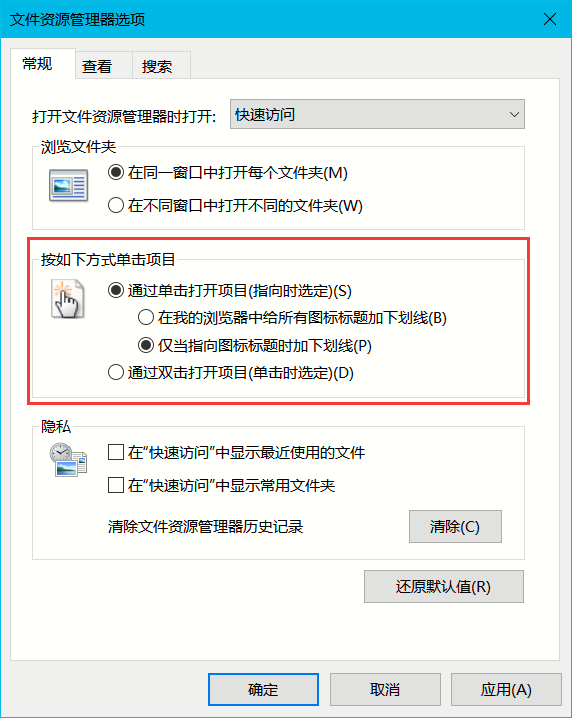 文件资源管理器选项
常规
查看
搜索
打开文件资源管理器时打开: 快速访问
浏览文件夹
在同一窗口中打开每个文件夹(M)
在不同窗口中打开不同的文件夹(W)
按如下方式单击项目
通过单击打开项目(指向时选定)(S)
在我的浏览器中给所有图标标题加下划线(B)
仅当指向图标标题时加下划线(P)
通过双击打开项目(单击时选定)(D)
隐私
在“快速访问”中显示最近使用的文件
在“快速访问”中显示常用文件夹
清除文件资源管理器历史记录
清除(C)
还原默认值(R)
确定
取消
应用(A)